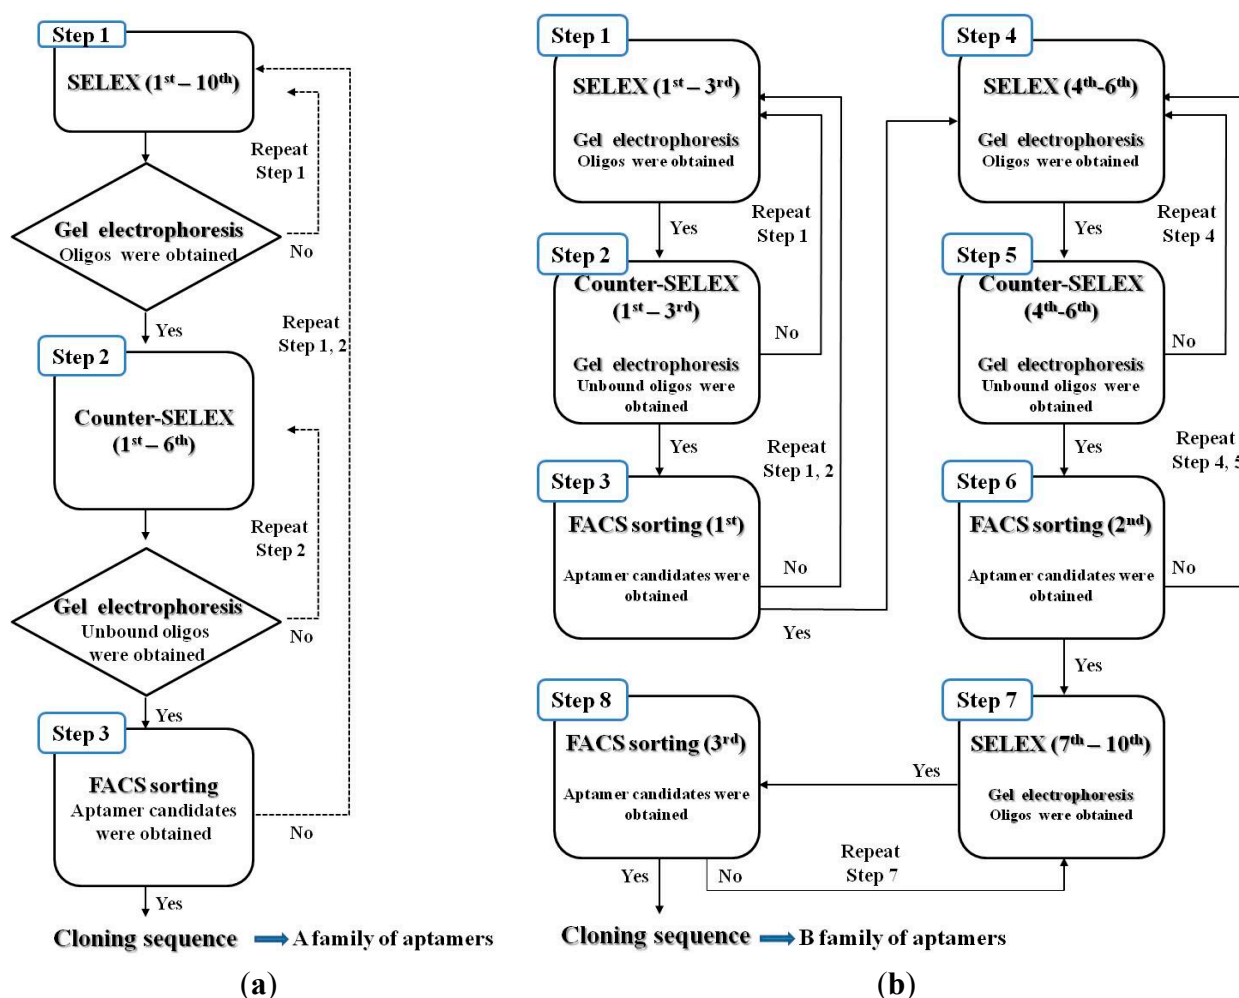 Step 1
SELEX (1st – 10th)
Repeat
Step 1
Gel electrophoresis
Oligos were obtained
No
Yes
Repeat
Step 1, 2
Step 2
Counter-SELEX
(1st – 6th)
Repeat
Step 2
Gel electrophoresis
Unbound oligos
were obtained
No
Yes
Step 3
FACS sorting
Aptamer candidates
were obtained
No
Yes
Cloning sequence
A family of aptamers
(a)
Step 1
SELEX (1st – 3rd)
Gel electrophoresis
Oligos were obtained
Repeat
Step 1
Yes
Step 2
Counter-SELEX
(1st – 3rd)
No
Gel electrophoresis
Unbound oligos were
obtained
Yes
Repeat
Step 1, 2
Step 3
FACS sorting (1st)
Aptamer candidates were
obtained
No
Yes
Step 4
SELEX (4th-6th)
Gel electrophoresis
Oligos were obtained
Repeat
Step 4
Yes
Step 5
Counter-SELEX
(4th-6th)
No
Gel electrophoresis
Unbound oligos were
obtained
Yes
Repeat
Step 4, 5
Step 6
FACS sorting (2nd)
Aptamer candidates were
obtained
No
Yes
Step 7
SELEX (7th – 10th)
Gel electrophoresis
Oligos were obtained
Yes
Step 8
FACS sorting (3rd)
Aptamer candidates were
obtained
Repeat
Step 7
Yes
No
Cloning sequence
B family of aptamers
(b)